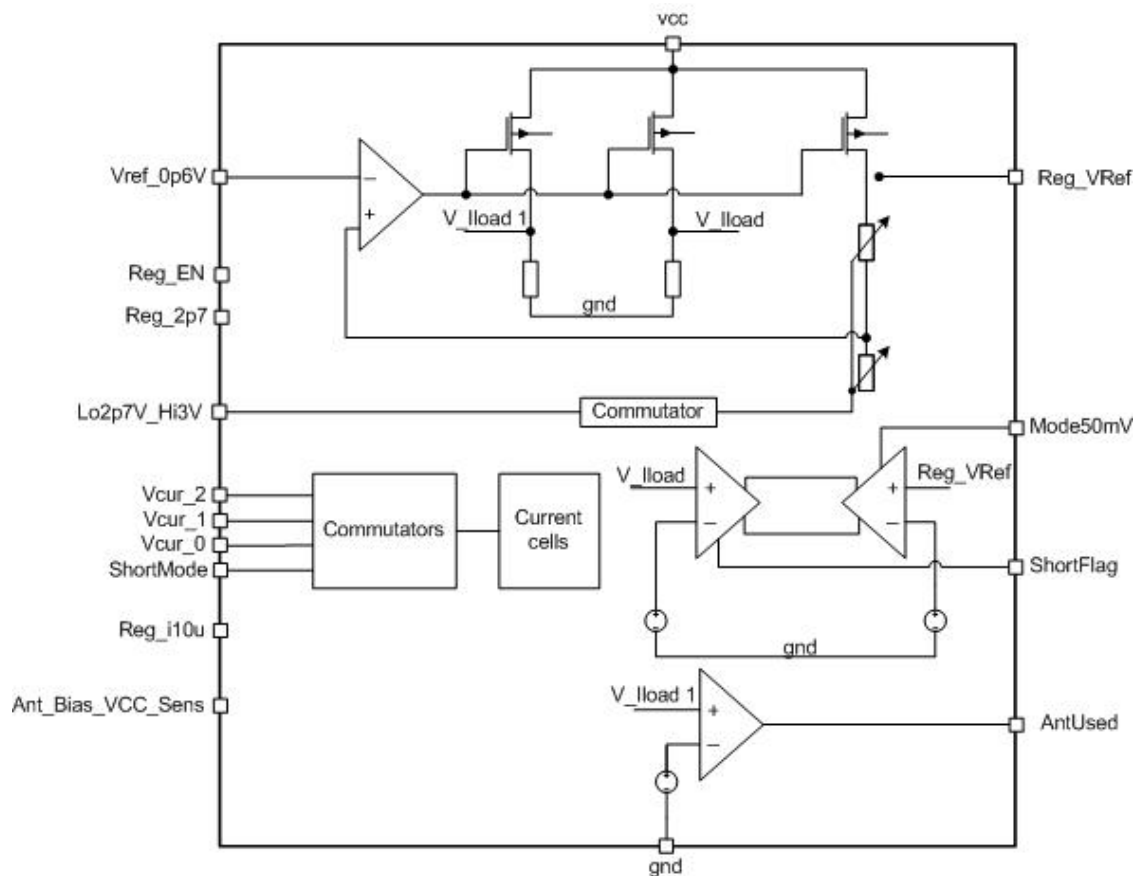 vcc
Vref_0p6V
−
+
Reg_VRef
V_Iload 1
V_Iload
Reg_EN
gnd
Reg_2p7
Lo2p7V_Hi3V
Commutator
Mode50mV
V_Iload
+
−
+
−
Reg_VRef
Vcur_2
Vcur_1
Vcur_0
ShortMode
Commutators
Current
cells
ShortFlag
Reg_i10u
gnd
Ant_Bias_VCC_Sens
V_Iload 1
+
−
AntUsed
gnd